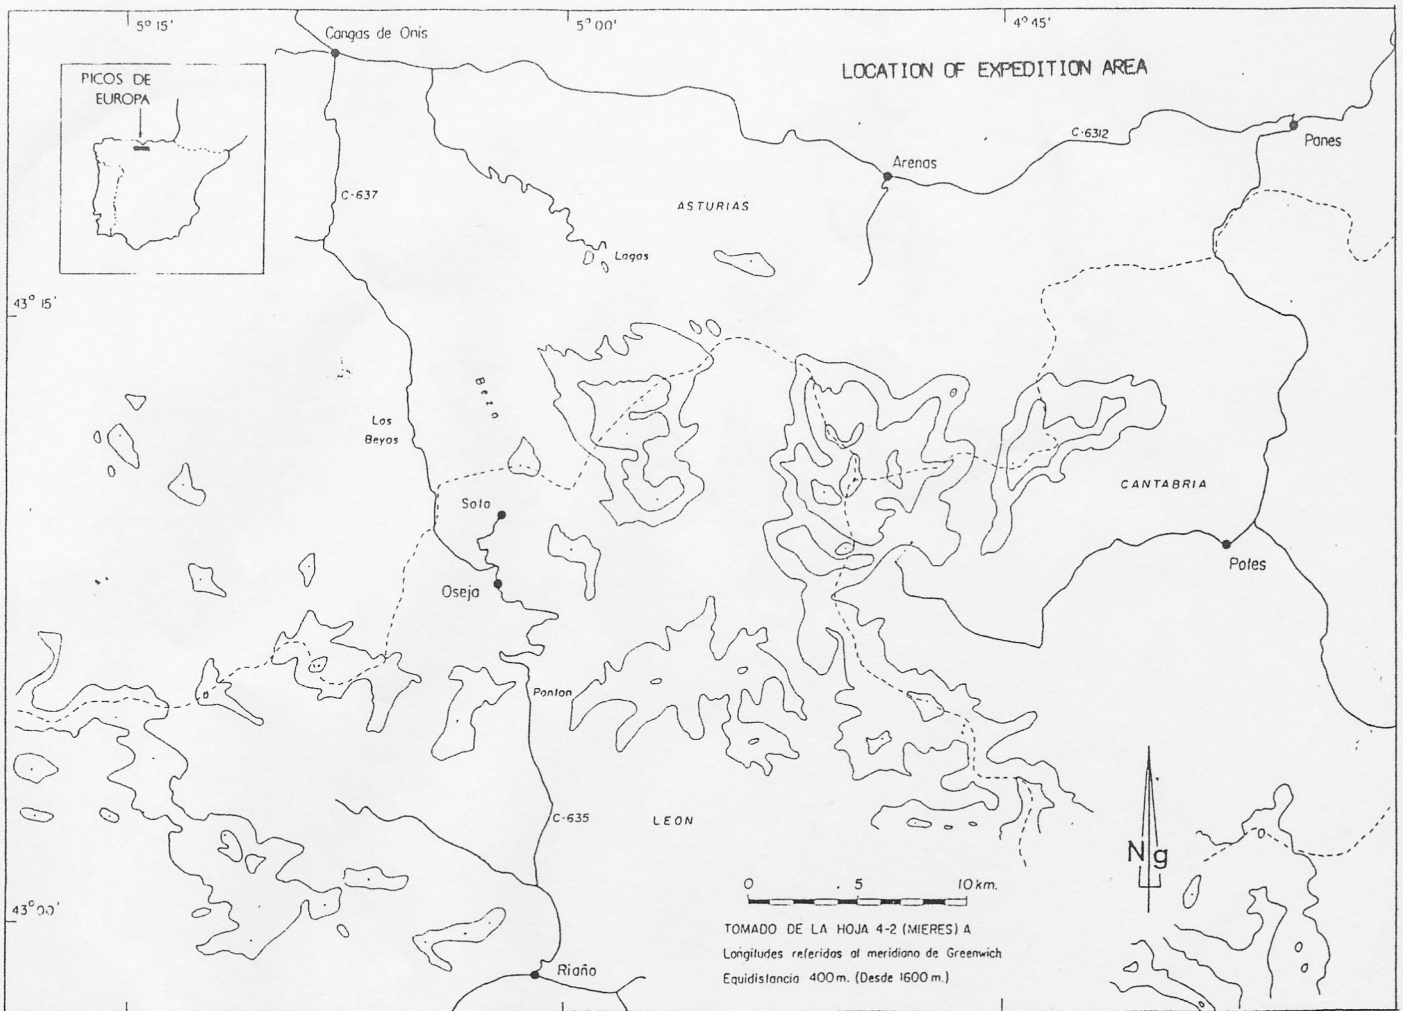 5° 15'
5° 00'
4° 45'
Cangas de Onis
LOCATION OF EXPEDITION AREA
PICOS DE
EUROPA
C-6312
Panes
Arenas
C-637
ASTURIAS
Lagos
43° 15'
Beza
Los
Beyos
CANTABRIA
Soto
Potes
Oseja
Ponton
C-635
LEON
N g
0 5 10 km.
43° 00'
TOMADO DE LA HOJA 4-2 (MIERES) A
Longitudes referidas al meridiano de Greenwich
Riaño
Equidistancia 400 m. (Desde 1600 m.)